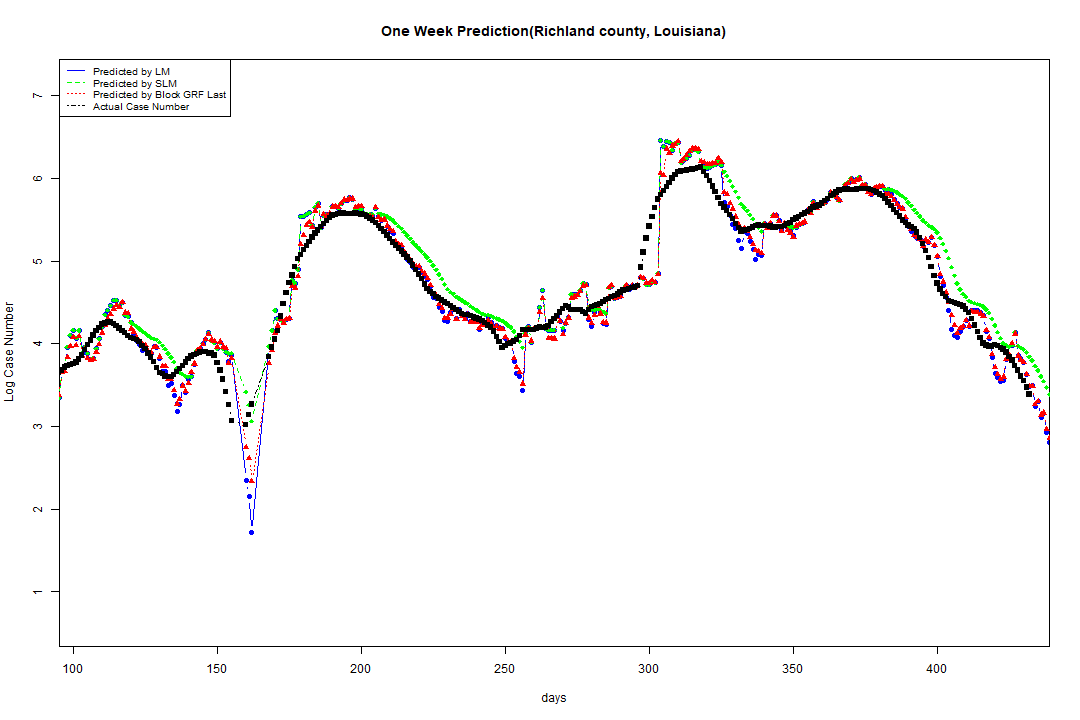 One Week Prediction(Richland county, Louisiana)
Predicted by LM
Predicted by SLM
Predicted by Block GRF Last
Actual Case Number
7
6
5
4
3
2
1
Log Case Number
100 150 200 250 300 350 400
days